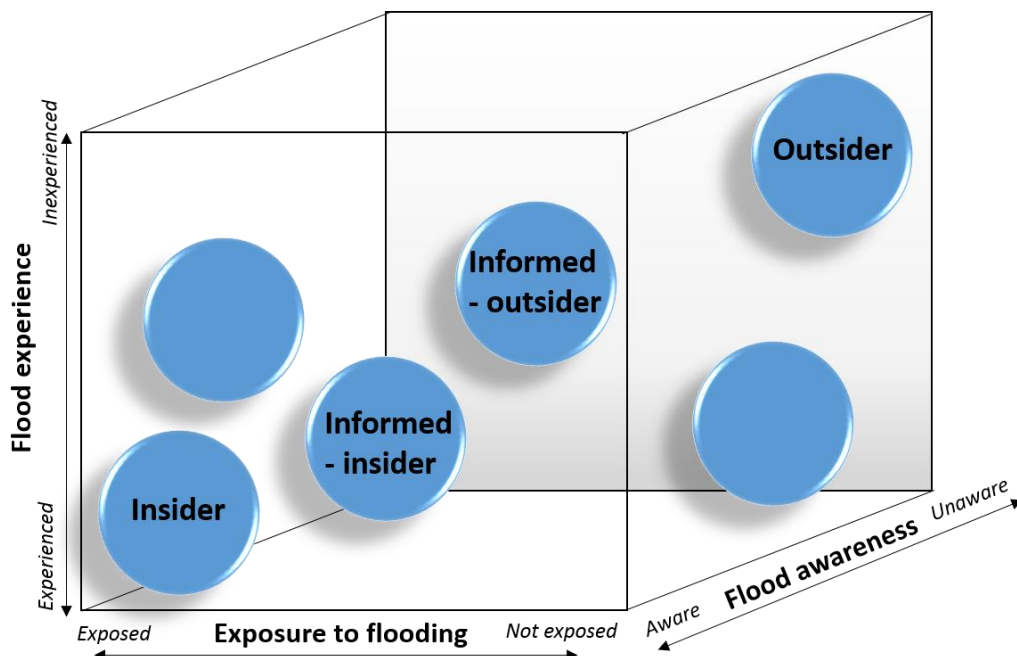 Outsider
Inexperienced
Informed
- outsider
Flood experience
Informed
- insider
Insider
Experienced
Unaware
Flood awareness
Aware
Exposed
Exposure to flooding
Not exposed